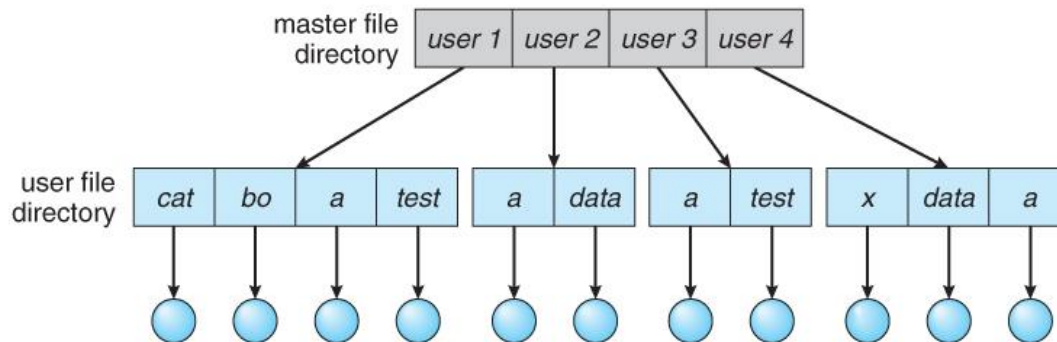 master file
directory
user 1 user 2 user 3 user 4
user file
directory
cat bo a test a data a test x data a